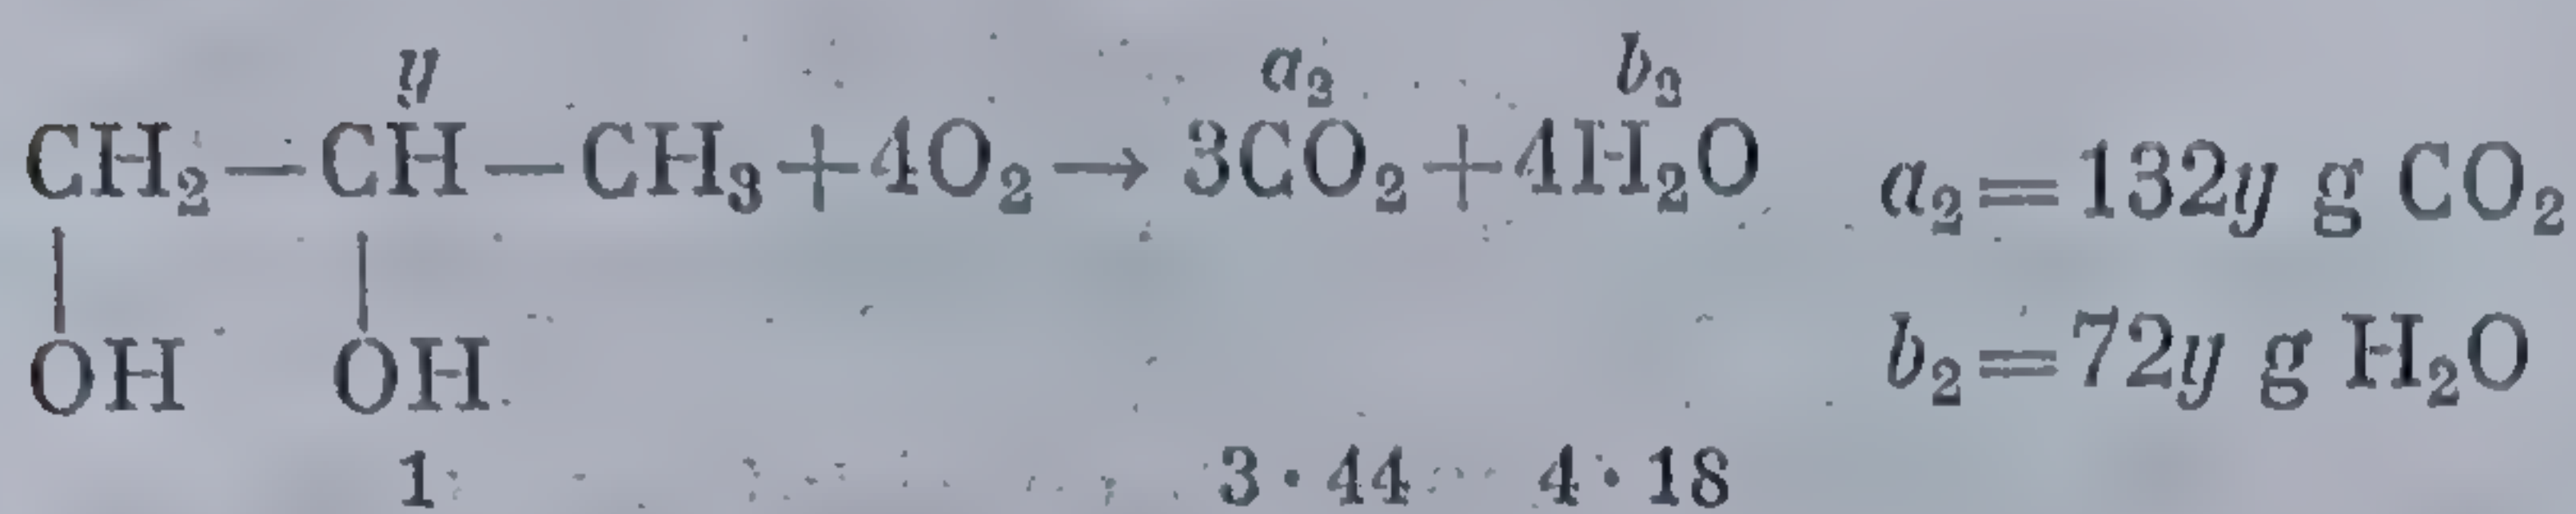 y a₂ b₂
CH₂—CH—CH₃+4O₂→3CO₂+4H₂O a₂=132y g CO₂
OH OH b₂=72y g H₂O
1 3·44 4·18